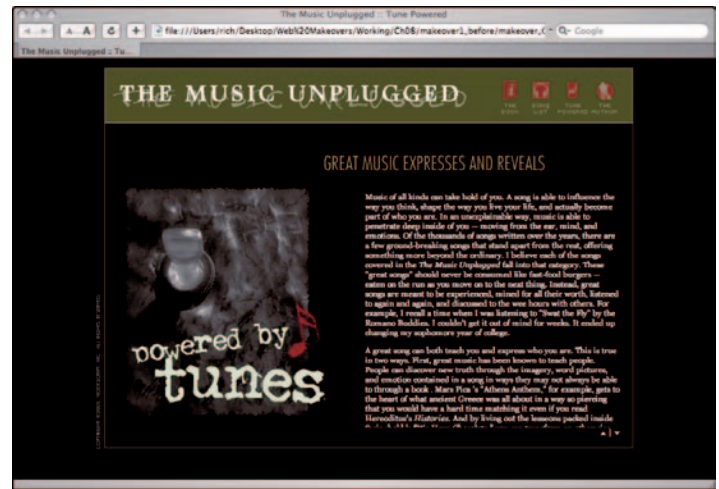 The Music Unplugged :: Tune Powered
A A
file:///Users/rich/Desktop/Web%20Makeovers/Working/Ch06/makeover1_before/makeover_
Google
The Music Unplugged :: Tu...
THE MUSIC UNPLUGGED
THE BOOK
SONG LIST
TUNE POWERED
THE AUTHOR
GREAT MUSIC EXPRESSES AND REVEALS
Music of all kinds can take hold of you. A song is able to influence the
way you think, shape the way you live your life, and actually become
part of who you are. In an unexplainable way, music is able to
penetrate deep inside of you -- moving from the ear, mind, and
emotions. Of the thousands of songs written over the years, there are
a few ground-breaking songs that stand apart from the rest, offering
something more beyond the ordinary. I believe each of the songs
covered in the The Music Unplugged fall into that category. These
"great songs" should never be consumed like fast-food burgers --
eaten on the run as you move on to the next thing. Instead, great
songs are meant to be experienced, mined for all their worth, listened
to again and again, and discussed to the wee hours with others. For
example, I recall a time when I was listening to "Swat the Fly" by the
Romano Buddies. I couldn't get it out of mind for weeks. It ended up
changing my sophomore year of college.
A great song can both teach you and express who you are. This is true
in two ways. First, great music has been known to teach people.
People can discover new truth through the imagery, word pictures,
and emotion contained in a song in ways they may not always be able
to through a book . Mars Pica 's "Athens Anthem," for example, gets to
the heart of what ancient Greece was all about in a way so piercing
that you would have a hard time matching it even if you read
Herooditus's Histories. And by living out the lessons packed inside
powered by
tunes